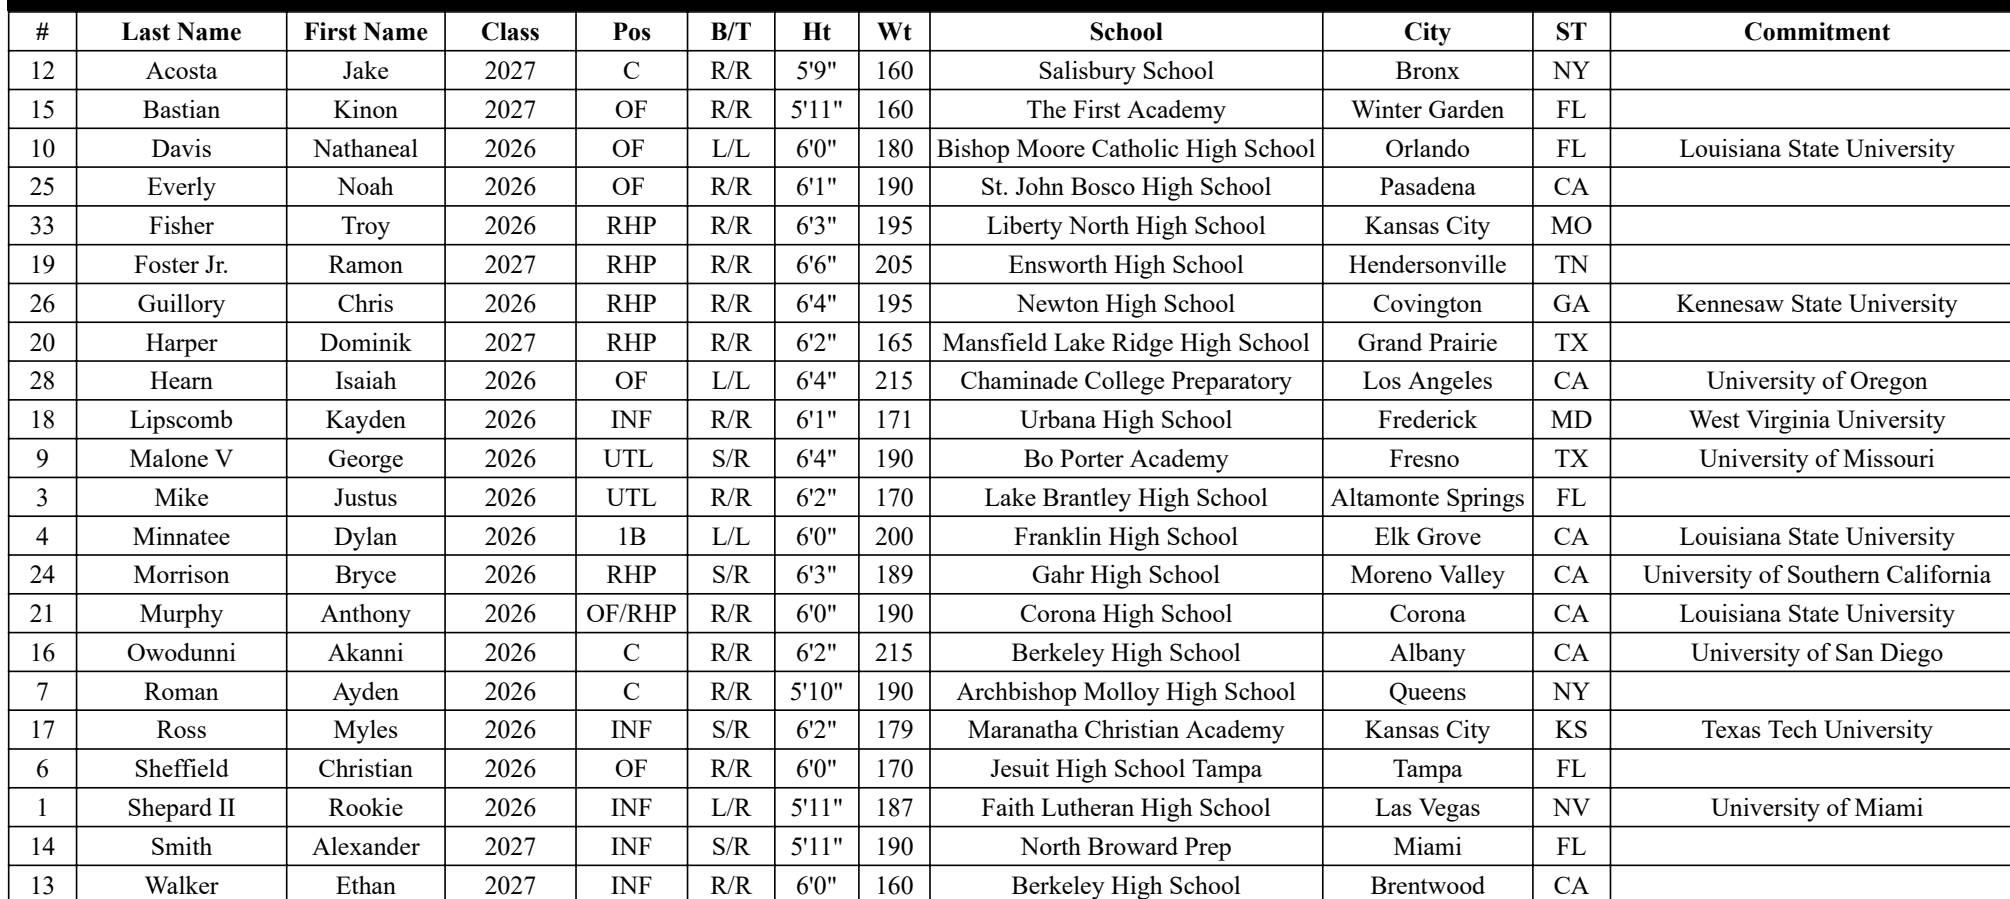 # Last Name First Name Class Pos B/T Ht Wt School City ST Commitment
12 Acosta Jake 2027 C R/R 5'9" 160 Salisbury School Bronx NY
15 Bastian Kinon 2027 OF R/R 5'11" 160 The First Academy Winter Garden FL
10 Davis Nathaneal 2026 OF L/L 6'0" 180 Bishop Moore Catholic High School Orlando FL Louisiana State University
25 Everly Noah 2026 OF R/R 6'1" 190 St. John Bosco High School Pasadena CA
33 Fisher Troy 2026 RHP R/R 6'3" 195 Liberty North High School Kansas City MO
19 Foster Jr. Ramon 2027 RHP R/R 6'6" 205 Ensworth High School Hendersonville TN
26 Guillory Chris 2026 RHP R/R 6'4" 195 Newton High School Covington GA Kennesaw State University
20 Harper Dominik 2027 RHP R/R 6'2" 165 Mansfield Lake Ridge High School Grand Prairie TX
28 Hearn Isaiah 2026 OF L/L 6'4" 215 Chaminade College Preparatory Los Angeles CA University of Oregon
18 Lipscomb Kayden 2026 INF R/R 6'1" 171 Urbana High School Frederick MD West Virginia University
9 Malone V George 2026 UTL S/R 6'4" 190 Bo Porter Academy Fresno TX University of Missouri
3 Mike Justus 2026 UTL R/R 6'2" 170 Lake Brantley High School Altamonte Springs FL
4 Minnatee Dylan 2026 1B L/L 6'0" 200 Franklin High School Elk Grove CA Louisiana State University
24 Morrison Bryce 2026 RHP S/R 6'3" 189 Gahr High School Moreno Valley CA University of Southern California
21 Murphy Anthony 2026 OF/RHP R/R 6'0" 190 Corona High School Corona CA Louisiana State University
16 Owodunni Akanni 2026 C R/R 6'2" 215 Berkeley High School Albany CA University of San Diego
7 Roman Ayden 2026 C R/R 5'10" 190 Archbishop Molloy High School Queens NY
17 Ross Myles 2026 INF S/R 6'2" 179 Maranatha Christian Academy Kansas City KS Texas Tech University
6 Sheffield Christian 2026 OF R/R 6'0" 170 Jesuit High School Tampa Tampa FL
1 Shepard II Rookie 2026 INF L/R 5'11" 187 Faith Lutheran High School Las Vegas NV University of Miami
14 Smith Alexander 2027 INF S/R 5'11" 190 North Broward Prep Miami FL
13 Walker Ethan 2027 INF R/R 6'0" 160 Berkeley High School Brentwood CA